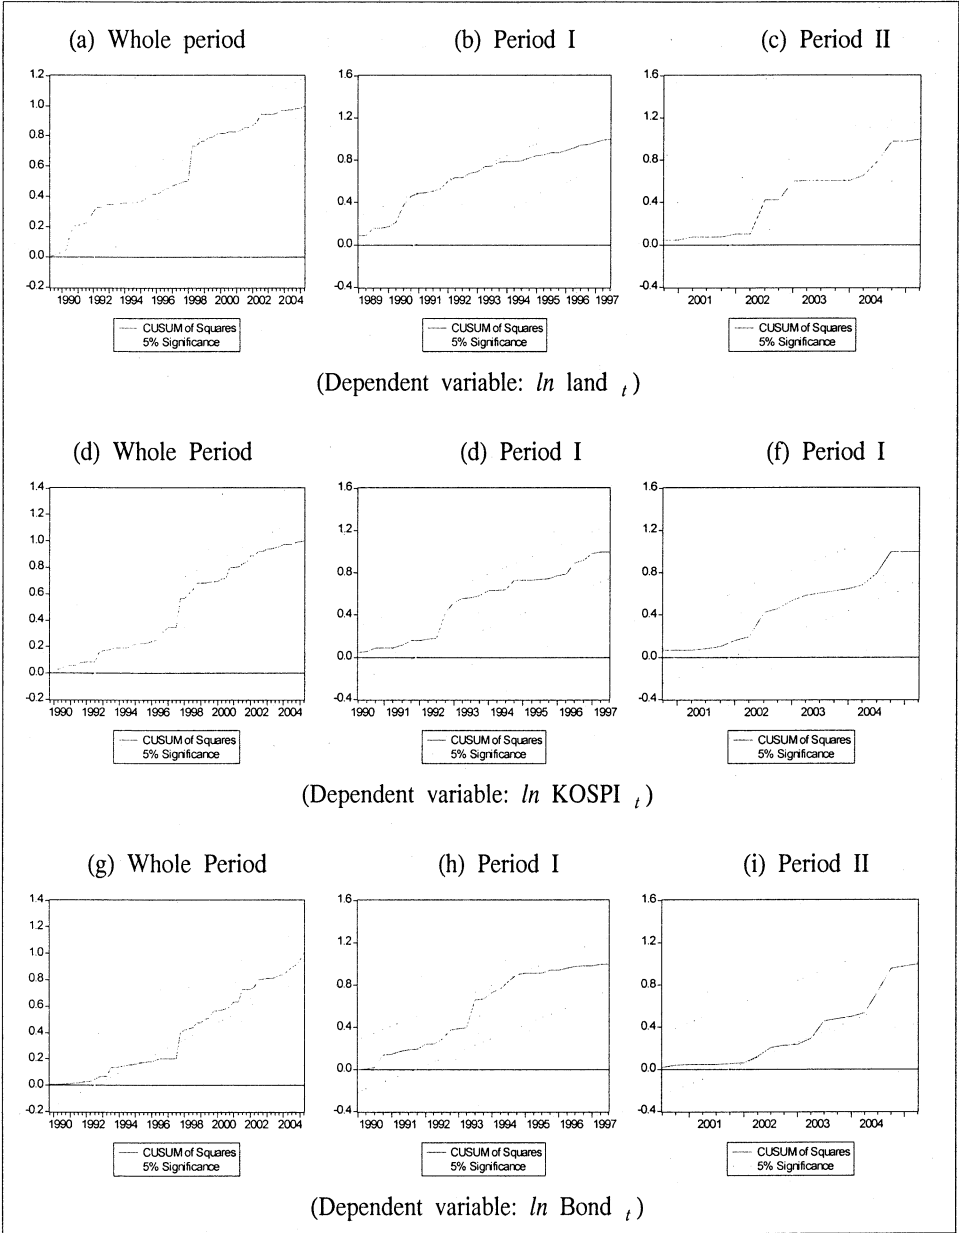 (a) Whole period (b) Period I (c) Period II
1.2 1.6 1.6
1.0
0.8 1.2 1.2
0.6 0.8 0.8
0.4 0.4 0.4
0.2
0.0 0.0 0.0
-0.2 -0.4 -0.4
1990 1992 1994 1996 1998 2000 2002 2004 1989 1990 1991 1992 1993 1994 1995 1996 1997 2001 2002 2003 2004
CUSUM of Squares CUSUM of Squares CUSUM of Squares
5% Significance 5% Significance 5% Significance
(Dependent variable: ln land t)
(d) Whole Period (d) Period I (f) Period I
1.4 1.6 1.6
1.2
1.0 1.2 1.2
0.8 0.8 0.8
0.6
0.4 0.4 0.4
0.2
0.0 0.0 0.0
-0.2 -0.4 -0.4
1990 1992 1994 1996 1998 2000 2002 2004 1990 1991 1992 1993 1994 1995 1996 1997 2001 2002 2003 2004
CUSUM of Squares CUSUM of Squares CUSUM of Squares
5% Significance 5% Significance 5% Significance
(Dependent variable: ln KOSPI t)
(g) Whole Period (h) Period I (i) Period II
1.4 1.6 1.6
1.2
1.0 1.2 1.2
0.8 0.8 0.8
0.6
0.4 0.4 0.4
0.2
0.0 0.0 0.0
-0.2 -0.4 -0.4
1990 1992 1994 1996 1998 2000 2002 2004 1990 1991 1992 1993 1994 1995 1996 1997 2001 2002 2003 2004
CUSUM of Squares CUSUM of Squares CUSUM of Squares
5% Significance 5% Significance 5% Significance
(Dependent variable: ln Bond t)